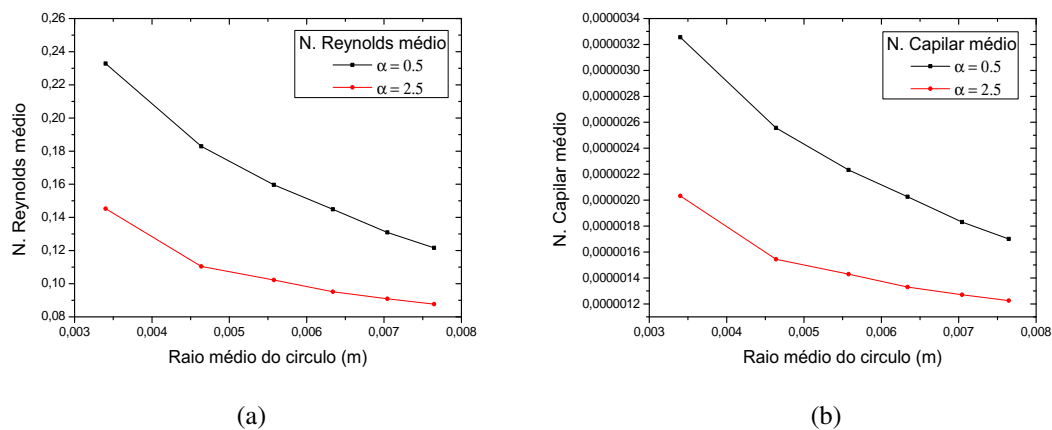 0,26
0,24
0,22
0,20
0,18
0,16
0,14
0,12
0,10
0,08
N. Reynolds médio
N. Reynolds médio
α = 0.5
α = 2.5
0,003
0,004
0,005
0,006
0,007
0,008
Raio médio do circulo (m)
(a)
0,0000034
0,0000032
0,0000030
0,0000028
0,0000026
0,0000024
0,0000022
0,0000020
0,0000018
0,0000016
0,0000014
0,0000012
N. Capilar médio
N. Capilar médio
α = 0.5
α = 2.5
0,003
0,004
0,005
0,006
0,007
0,008
Raio médio do circulo (m)
(b)